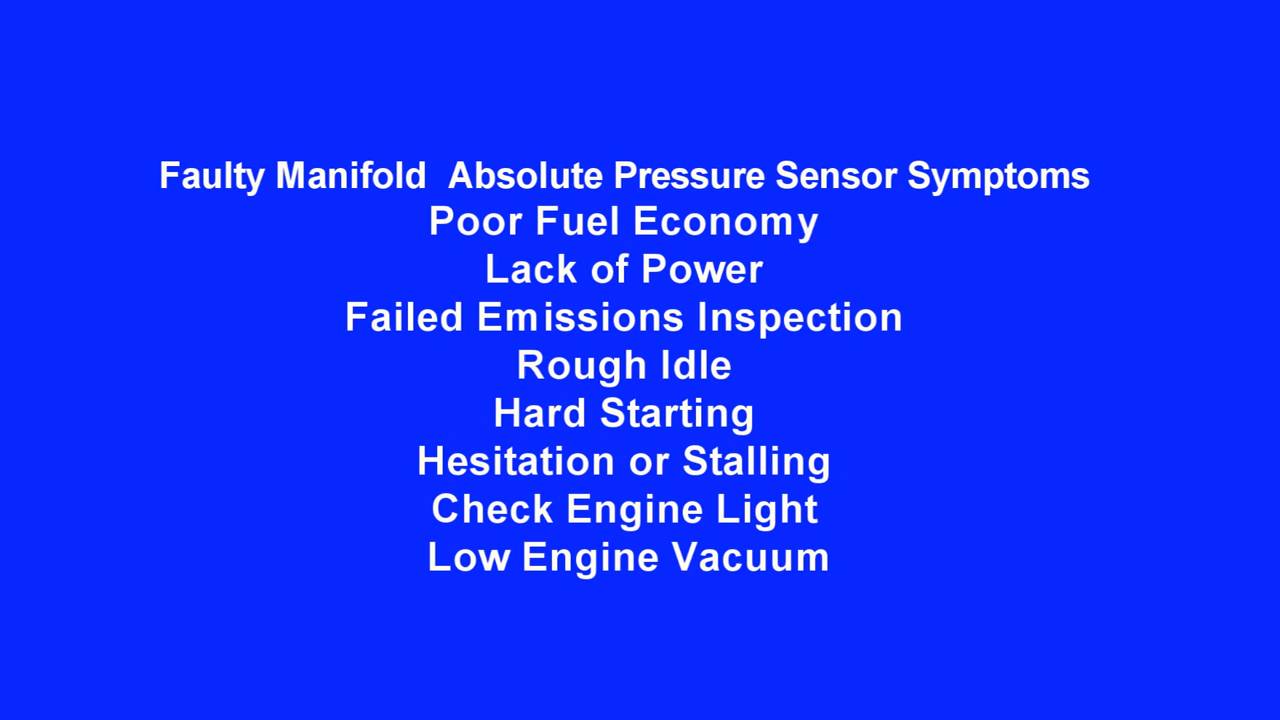 Faulty Manifold  Absolute Pressure Sensor Symptoms
Poor Fuel Economy
Lack of Power
Failed Emissions Inspection
Rough Idle
Hard Starting
Hesitation or Stalling
Check Engine Light
Low Engine Vacuum